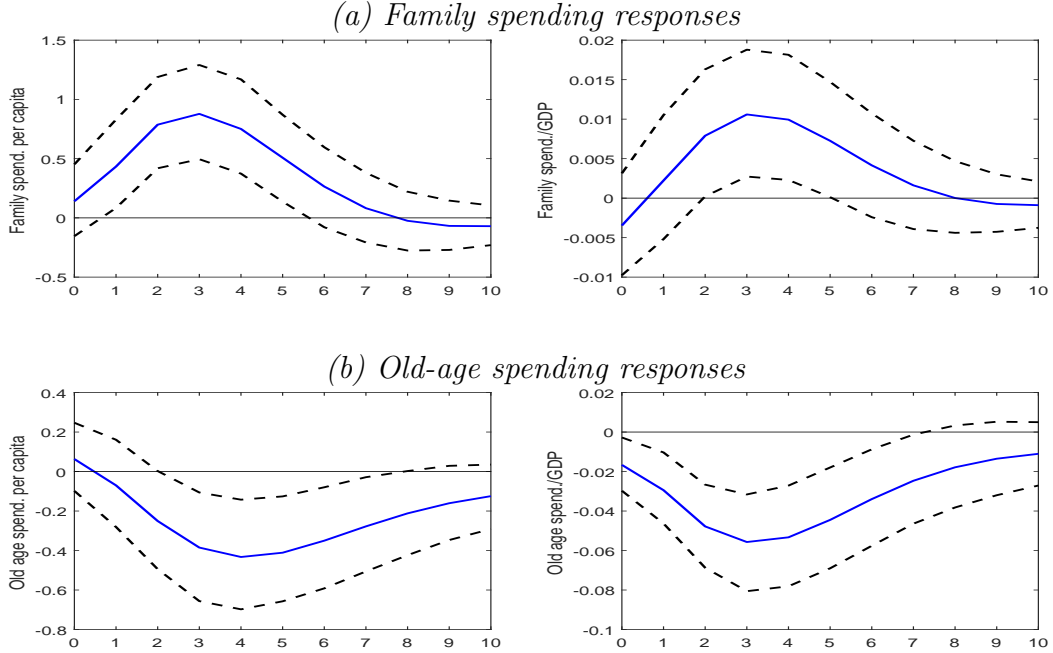 (a) Family spending responses
Family spend. per capita
1.5
1
0.5
0
-0.5
0 1 2 3 4 5 6 7 8 9 10
Family spend./GDP
0.02
0.015
0.01
0.005
0
-0.005
-0.01
0 1 2 3 4 5 6 7 8 9 10
(b) Old-age spending responses
Old age spend. per capita
0.4
0.2
0
-0.2
-0.4
-0.6
-0.8
0 1 2 3 4 5 6 7 8 9 10
Old age spend./GDP
0.02
0
-0.02
-0.04
-0.06
-0.08
-0.1
0 1 2 3 4 5 6 7 8 9 10